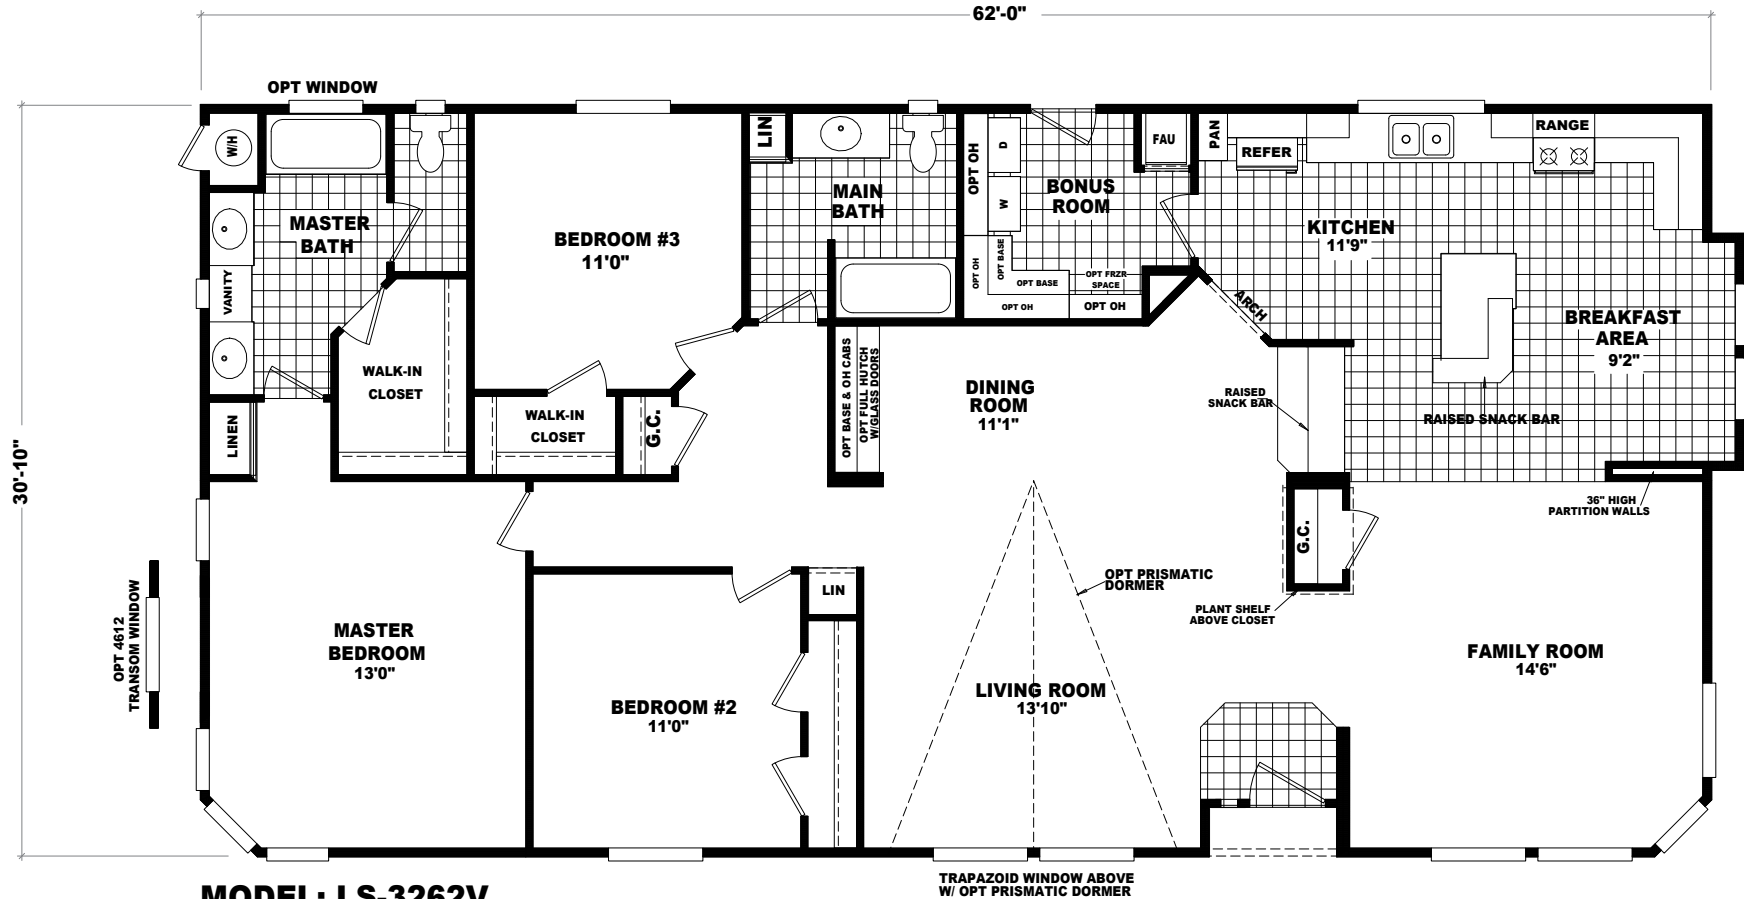 62'-0"
OPT WINDOW
W/H
MASTER
BATH
VANITY
LINEN
WALK-IN
CLOSET
BEDROOM #3
11'0"
WALK-IN
CLOSET
G.C.
LIN
MAIN
BATH
OPT OH
D
W
BONUS
ROOM
FAU
OPT OH
OPT BASE
OPT BASE
OPT FRZR
SPACE
OPT OH
OPT OH
PAN
REFER
RANGE
KITCHEN
11'9"
ARCH
BREAKFAST
AREA
9'2"
RAISED SNACK BAR
RAISED
SNACK BAR
OPT BASE & OH CABS
OPT FULL HUTCH
W/GLASS DOORS
DINING
ROOM
11'1"
36" HIGH
PARTITION WALLS
G.C.
PLANT SHELF
ABOVE CLOSET
OPT PRISMATIC
DORMER
30'-10"
OPT 4612
TRANSOM WINDOW
MASTER
BEDROOM
13'0"
LIN
BEDROOM #2
11'0"
LIVING ROOM
13'10"
FAMILY ROOM
14'6"
TRAPAZOID WINDOW ABOVE
W/ OPT PRISMATIC DORMER
MODEL: LS-3262V